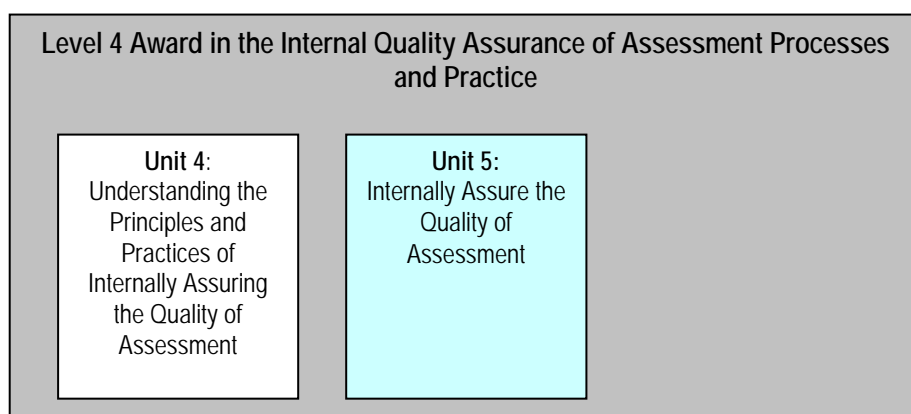 Level 4 Award in the Internal Quality Assurance of Assessment Processes
and Practice
Unit 4:
Understanding the
Principles and
Practices of
Internally Assuring
the Quality of
Assessment
Unit 5:
Internally Assure the
Quality of
Assessment